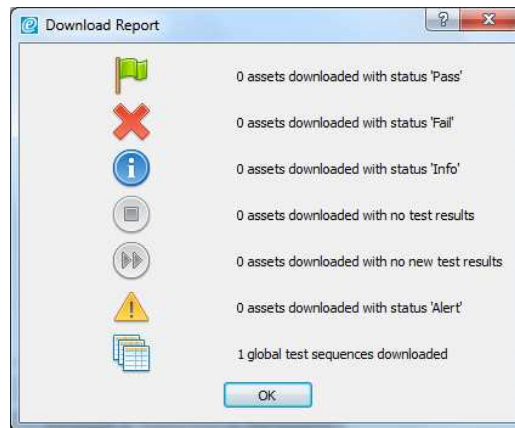 Download Report
0 assets downloaded with status 'Pass'
0 assets downloaded with status 'Fail'
0 assets downloaded with status 'Info'
0 assets downloaded with no test results
0 assets downloaded with no new test results
0 assets downloaded with status 'Alert'
1 global test sequences downloaded
OK